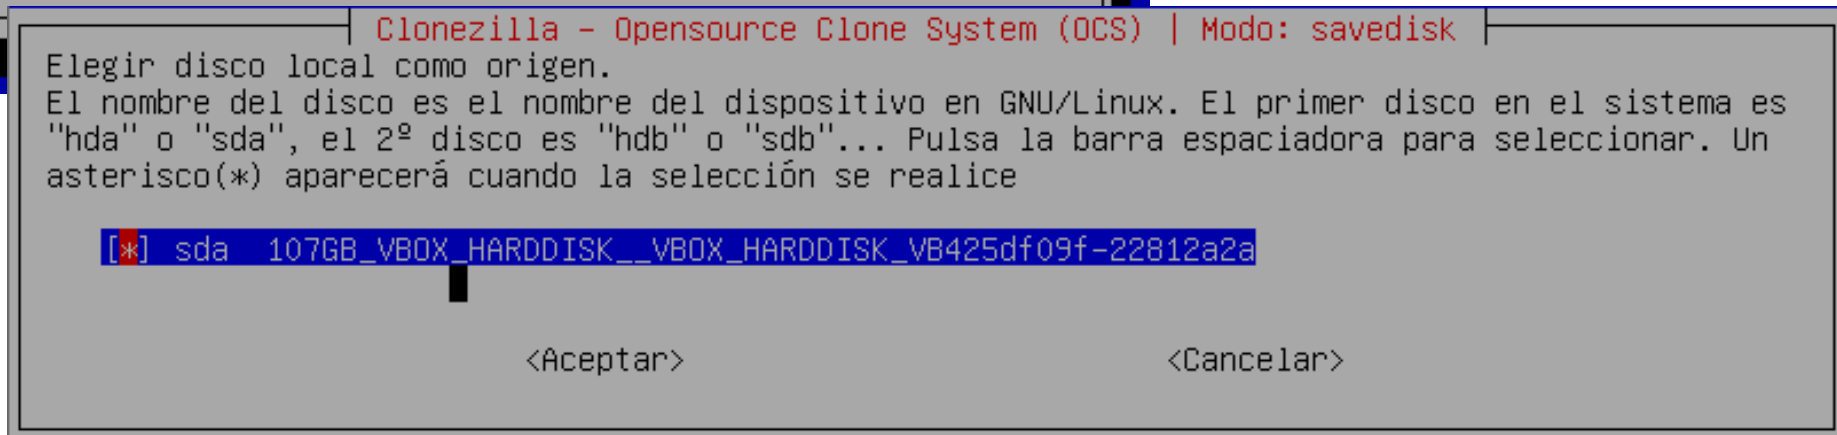 Clonezilla - Opensource Clone System (OCS) | Modo: savedisk
Elegir disco local como origen.
El nombre del disco es el nombre del dispositivo en GNU/Linux. El primer disco en el sistema es
"hda" o "sda", el 2º disco es "hdb" o "sdb"... Pulsa la barra espaciadora para seleccionar. Un
asterisco(*) aparecerá cuando la selección se realice
[*] sda 107GB_VBOX_HARDDISK__VBOX_HARDDISK_VB425df09f-22812a2a
<Aceptar> <Cancelar>